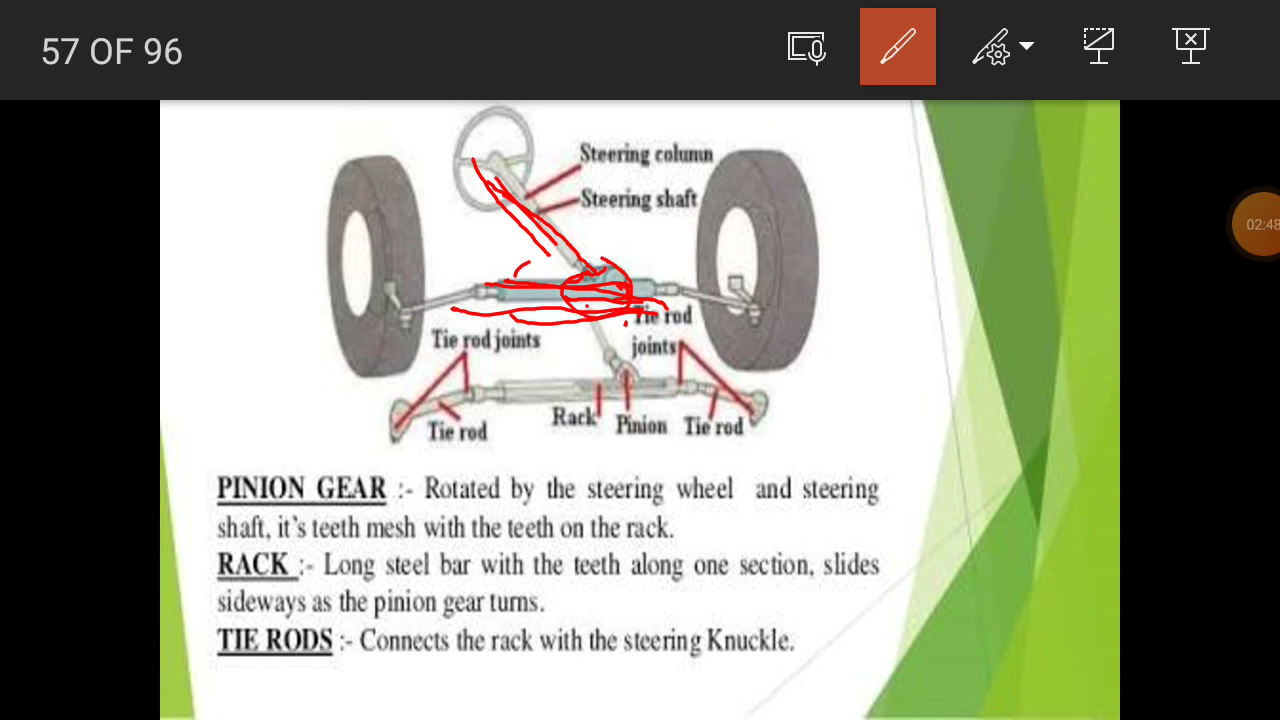 57 OF 96
Steering column
Steering shaft
02:48
Tie rod
joints
Tie rod joints
Rack
Pinion
Tie rod
Tie rod
PINION GEAR :- Rotated by the steering wheel and steering
shaft, it's teeth mesh with the teeth on the rack.
RACK :- Long steel bar with the teeth along one section, slides
sideways as the pinion gear turns.
TIE RODS :- Connects the rack with the steering Knuckle.